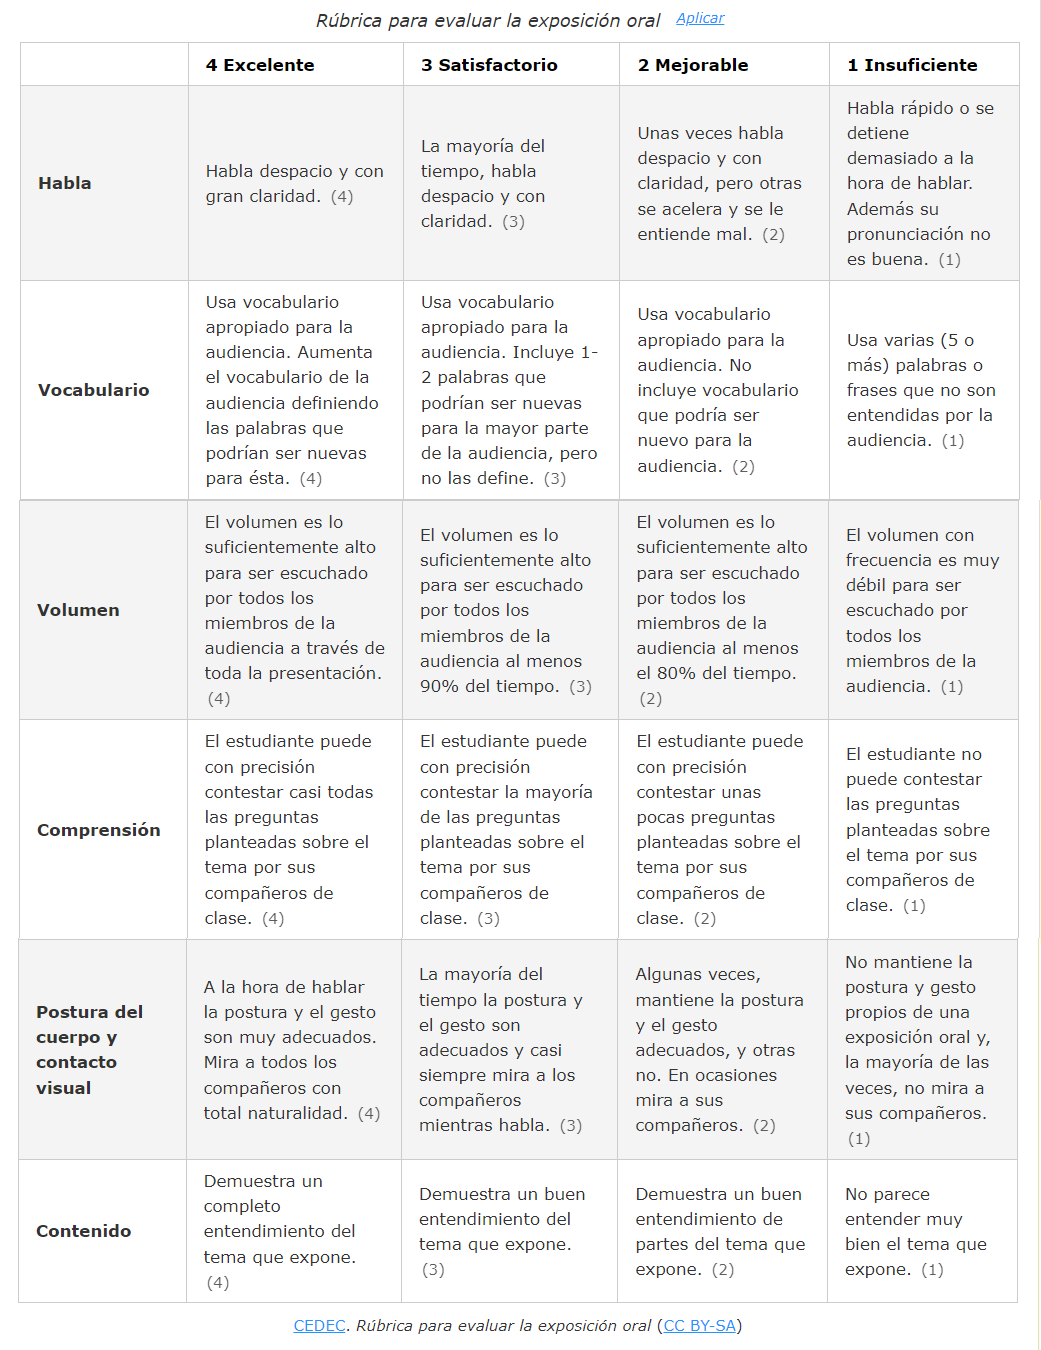 Rúbrica para evaluar la exposición oral Aplicar
4 Excelente
3 Satisfactorio
2 Mejorable
1 Insuficiente
Habla
Habla despacio y con
gran claridad. (4)
La mayoría del
tiempo, habla
despacio y con
claridad. (3)
Unas veces habla
despacio y con
claridad, pero otras
se acelera y se le
entiende mal. (2)
Habla rápido o se
detiene
demasiado a la
hora de hablar.
Además su
pronunciación no
es buena. (1)
Vocabulario
Usa vocabulario
apropiado para la
audiencia. Aumenta
el vocabulario de la
audiencia definiendo
las palabras que
podrían ser nuevas
para ésta. (4)
Usa vocabulario
apropiado para la
audiencia. Incluye 1-
2 palabras que
podrían ser nuevas
para la mayor parte
de la audiencia, pero
no las define. (3)
Usa vocabulario
apropiado para la
audiencia. No
incluye vocabulario
que podría ser
nuevo para la
audiencia. (2)
Usa varias (5 o
más) palabras o
frases que no son
entendidas por la
audiencia. (1)
Volumen
El volumen es lo
suficientemente alto
para ser escuchado
por todos los
miembros de la
audiencia a través de
toda la presentación.
(4)
El volumen es lo
suficientemente alto
para ser escuchado
por todos los
miembros de la
audiencia al menos
90% del tiempo. (3)
El volumen es lo
suficientemente alto
para ser escuchado
por todos los
miembros de la
audiencia al menos
el 80% del tiempo.
(2)
El volumen con
frecuencia es muy
débil para ser
escuchado por
todos los
miembros de la
audiencia. (1)
Comprensión
El estudiante puede
con precisión
contestar casi todas
las preguntas
planteadas sobre el
tema por sus
compañeros de
clase. (4)
El estudiante puede
con precisión
contestar la mayoría
de las preguntas
planteadas sobre el
tema por sus
compañeros de
clase. (3)
El estudiante puede
con precisión
contestar unas
pocas preguntas
planteadas sobre el
tema por sus
compañeros de
clase. (2)
El estudiante no
puede contestar
las preguntas
planteadas sobre
el tema por sus
compañeros de
clase. (1)
Postura del
cuerpo y
contacto
visual
A la hora de hablar
la postura y el gesto
son muy adecuados.
Mira a todos los
compañeros con
total naturalidad. (4)
La mayoría del
tiempo la postura y
el gesto son
adecuados y casi
siempre mira a los
compañeros
mientras habla. (3)
Algunas veces,
mantiene la postura
y el gesto
adecuados, y otras
no. En ocasiones
mira a sus
compañeros. (2)
No mantiene la
postura y gesto
propios de una
exposición oral y,
la mayoría de las
veces, no mira a
sus compañeros.
(1)
Contenido
Demuestra un
completo
entendimiento del
tema que expone.
(4)
Demuestra un buen
entendimiento del
tema que expone.
(3)
Demuestra un buen
entendimiento de
partes del tema que
expone. (2)
No parece
entender muy
bien el tema que
expone. (1)
CEDEC. Rúbrica para evaluar la exposición oral (CC BY-SA)